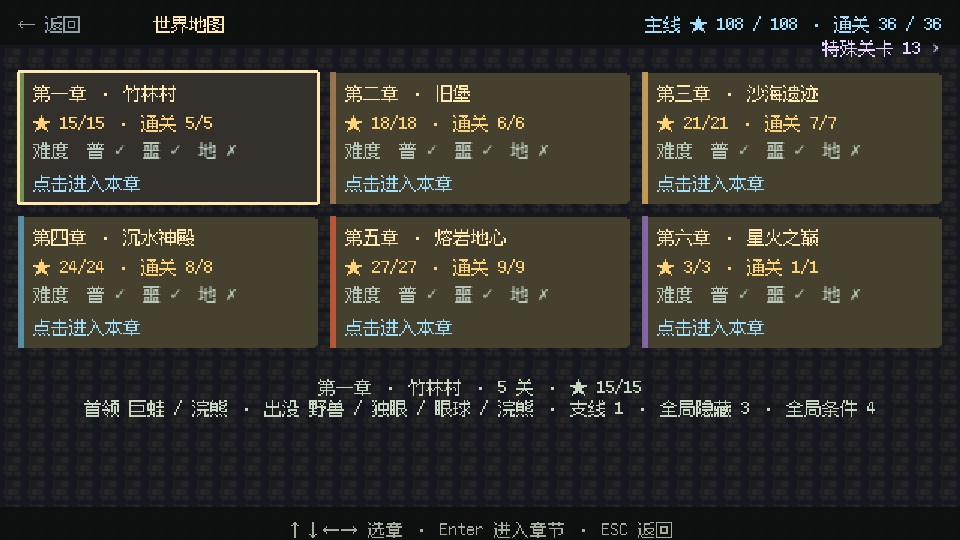 ← 返回 世界地图 主线 ★ 108 / 108 · 通关 36 / 36
特殊关卡 13 ›
第一章 · 竹林村
★ 15/15 · 通关 5/5
难度 普 ✓ 噩 ✓ 地 ✗
点击进入本章
第二章 · 旧堡
★ 18/18 · 通关 6/6
难度 普 ✓ 噩 ✓ 地 ✗
点击进入本章
第三章 · 沙海遗迹
★ 21/21 · 通关 7/7
难度 普 ✓ 噩 ✓ 地 ✗
点击进入本章
第四章 · 沉水神殿
★ 24/24 · 通关 8/8
难度 普 ✓ 噩 ✓ 地 ✗
点击进入本章
第五章 · 熔岩地心
★ 27/27 · 通关 9/9
难度 普 ✓ 噩 ✓ 地 ✗
点击进入本章
第六章 · 星火之巅
★ 3/3 · 通关 1/1
难度 普 ✓ 噩 ✓ 地 ✗
点击进入本章
第一章 · 竹林村 · 5 关 · ★ 15/15
首领 巨蛙 / 浣熊 · 出没 野兽 / 独眼 / 眼球 / 浣熊 · 支线 1 · 全局隐藏 3 · 全局条件 4
↑↓←→ 选章 · Enter 进入章节 · ESC 返回